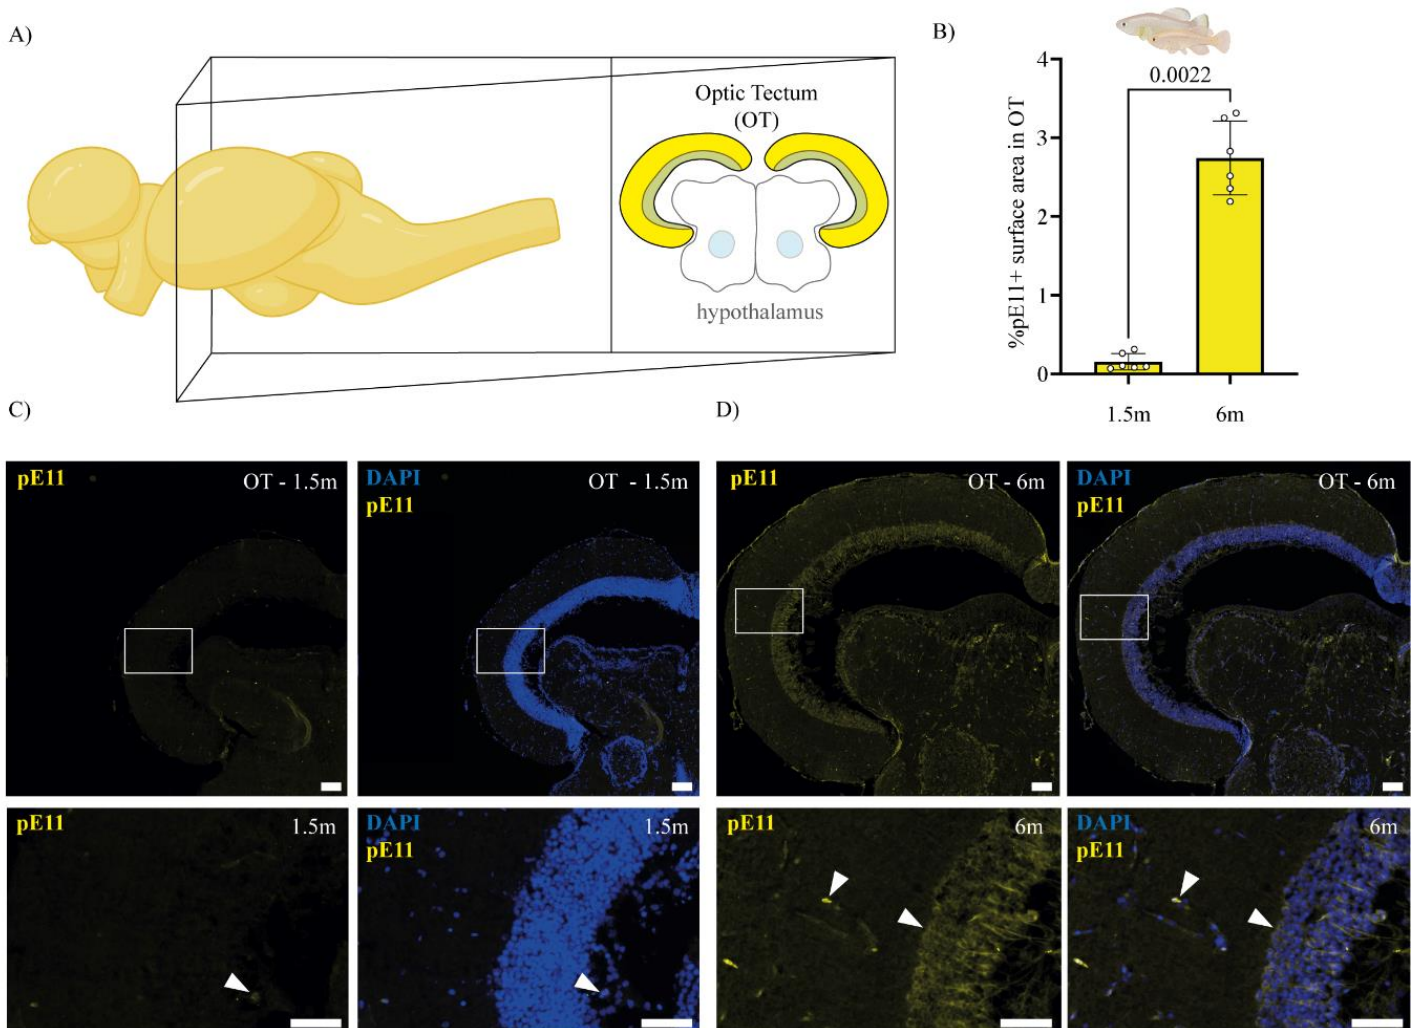 A)
Optic Tectum
(OT)
hypothalamus
B)
0.0022
%pE11+ surface area in OT
4
3
2
1
0
1.5m
6m
C)
pE11
OT - 1.5m
DAPI
pE11
OT - 1.5m
pE11
1.5m
DAPI
pE11
1.5m
D)
pE11
OT - 6m
DAPI
pE11
OT - 6m
pE11
6m
DAPI
pE11
6m